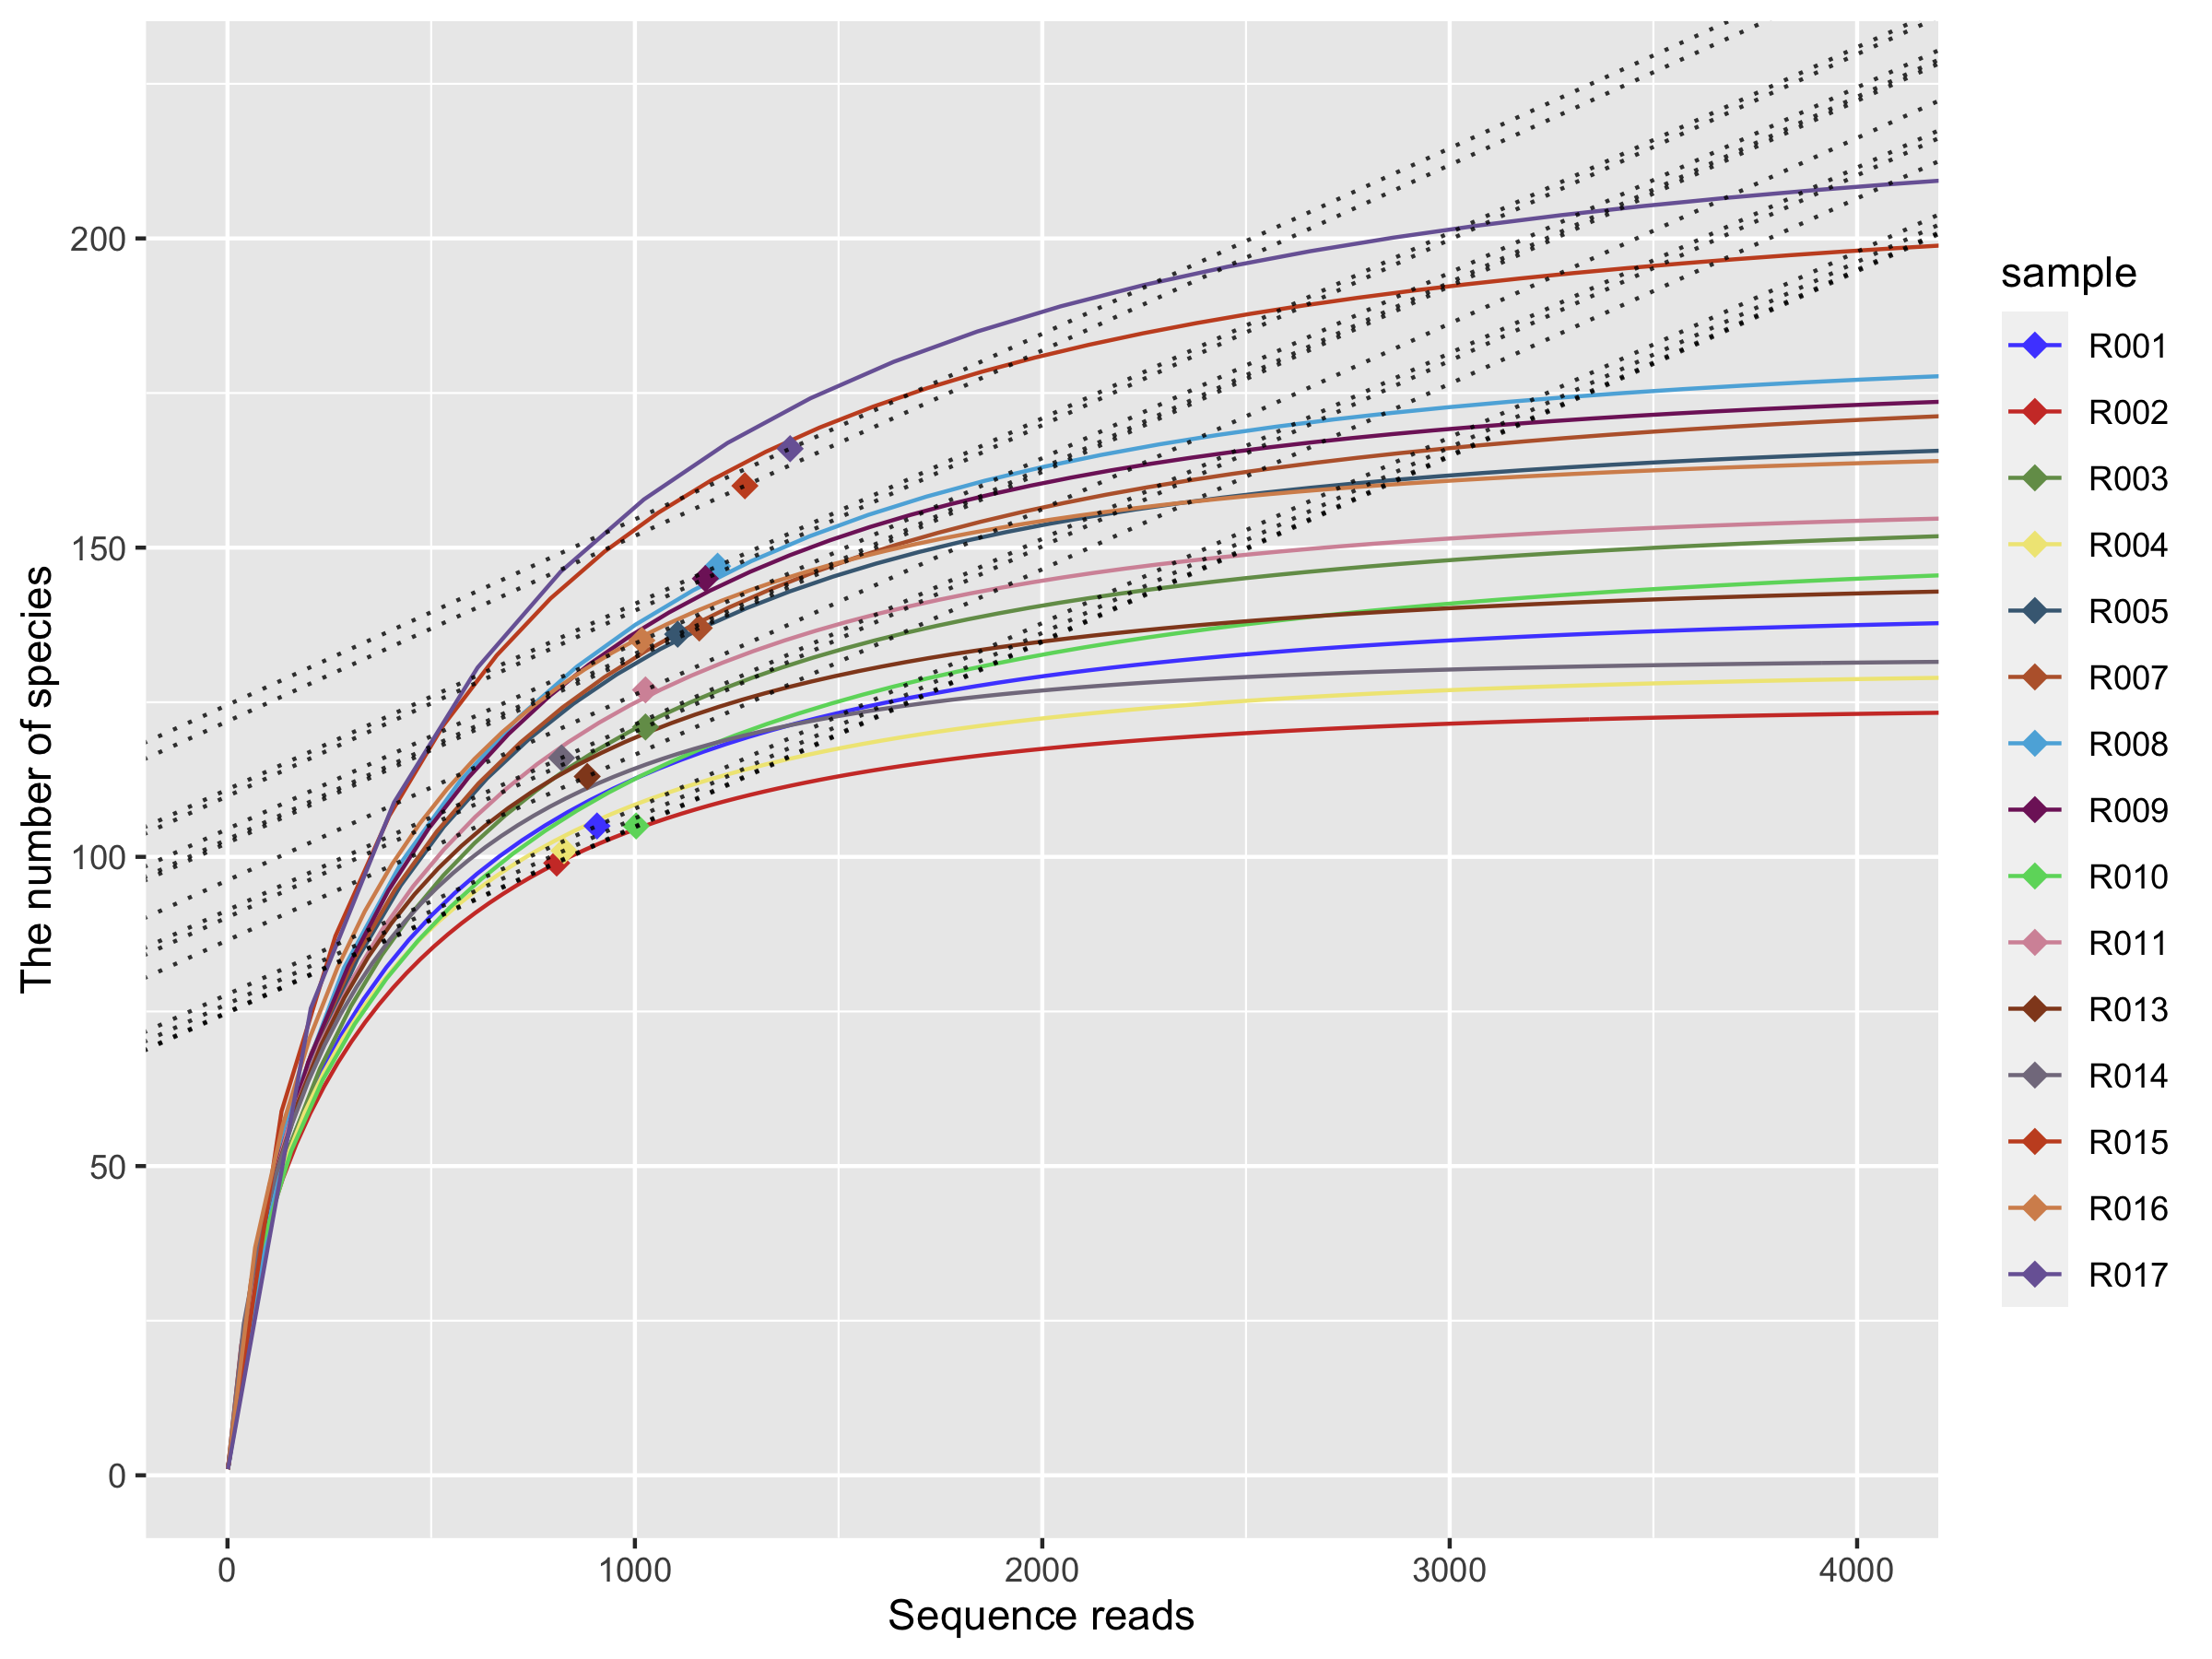 The number of species
200
150
100
50
0
0 1000 2000 3000 4000
Sequence reads
sample
R001
R002
R003
R004
R005
R007
R008
R009
R010
R011
R013
R014
R015
R016
R017